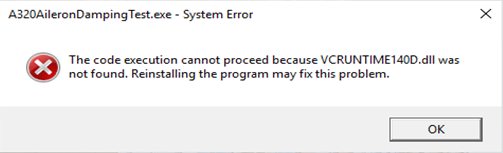 A320AileronDampingTest.exe - System Error
The code execution cannot proceed because VCRUNTIME140D.dll was
not found. Reinstalling the program may fix this problem.
OK